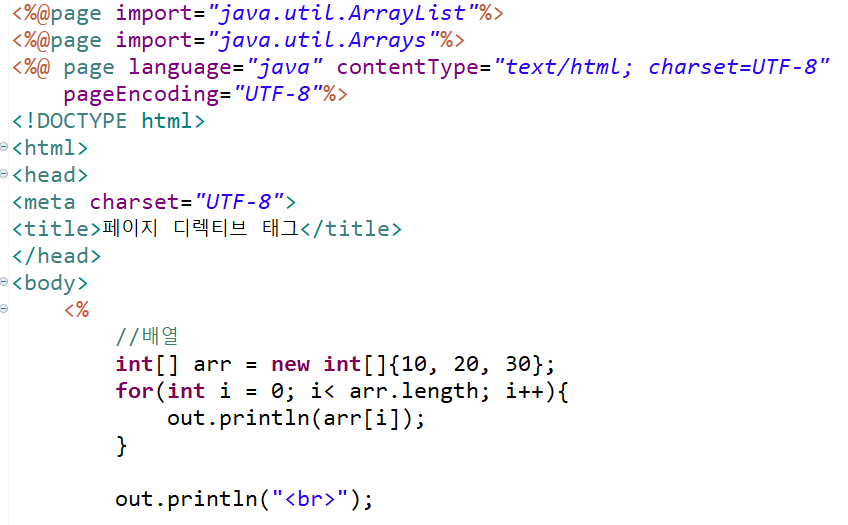 <%@page import="java.util.ArrayList"%>
<%@page import="java.util.Arrays"%>
<%@ page language="java" contentType="text/html; charset=UTF-8"
    pageEncoding="UTF-8"%>
<!DOCTYPE html>
<html>
<head>
<meta charset="UTF-8">
<title>페이지 디렉티브 태그</title>
</head>
<body>
    <%
        //배열
        int[] arr = new int[]{10, 20, 30};
        for(int i = 0; i< arr.length; i++){
            out.println(arr[i]);
        }
        out.println("<br>");